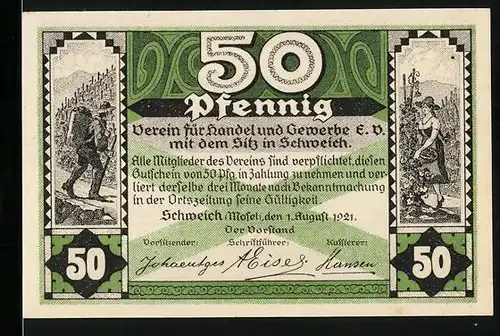 50
Pfennig
Verein für Handel und Gewerbe E. V.
mit dem Sitz in Schweich.
Alle Mitglieder des Vereins sind verpflichtet, diesen
Gutschein von 50 Pfg. in Zahlung zu nehmen und ver-
liert derselbe drei Monate nach Bekanntmachung
in der Ortszeitung seine Gültigkeit.
Schweich (Mosel), den 1. August 1921.
Der Vorstand
Vorsitzender: Schriftführer: Kassierer:
A Eises Hansen
50 50